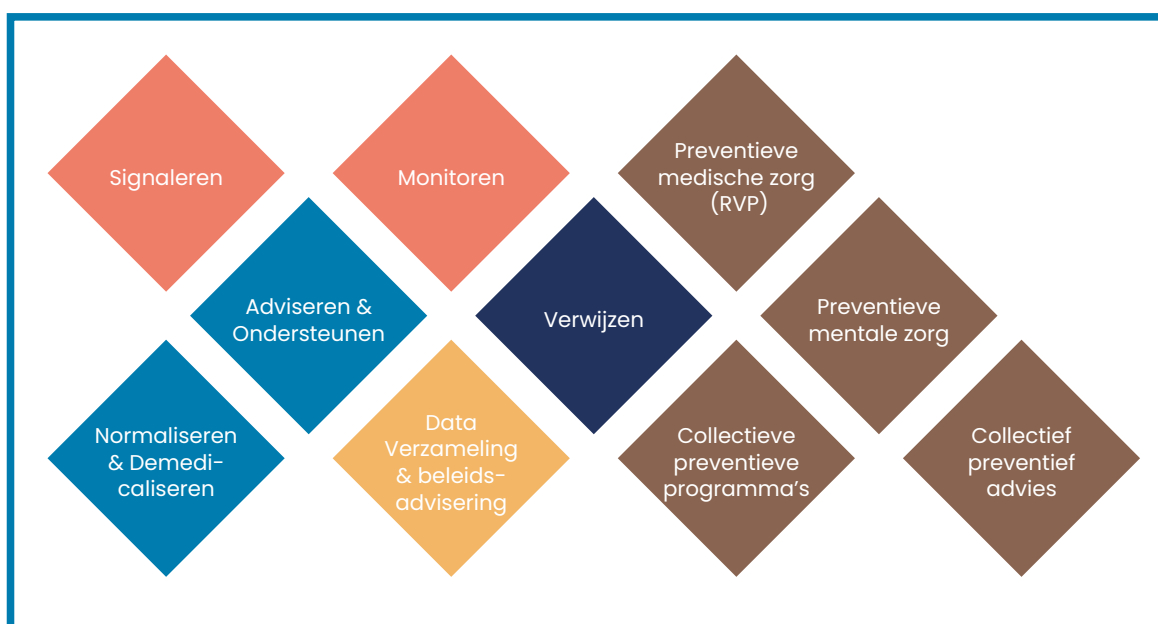 Signaleren
Monitoren
Preventieve
medische zorg
(RVP)
Adviseren &
Ondersteunen
Verwijzen
Preventieve
mentale zorg
Normaliseren
& Demedi-
caliseren
Data
Verzameling
& beleids-
advisering
Collectieve
preventieve
programma’s
Collectief
preventief
advies